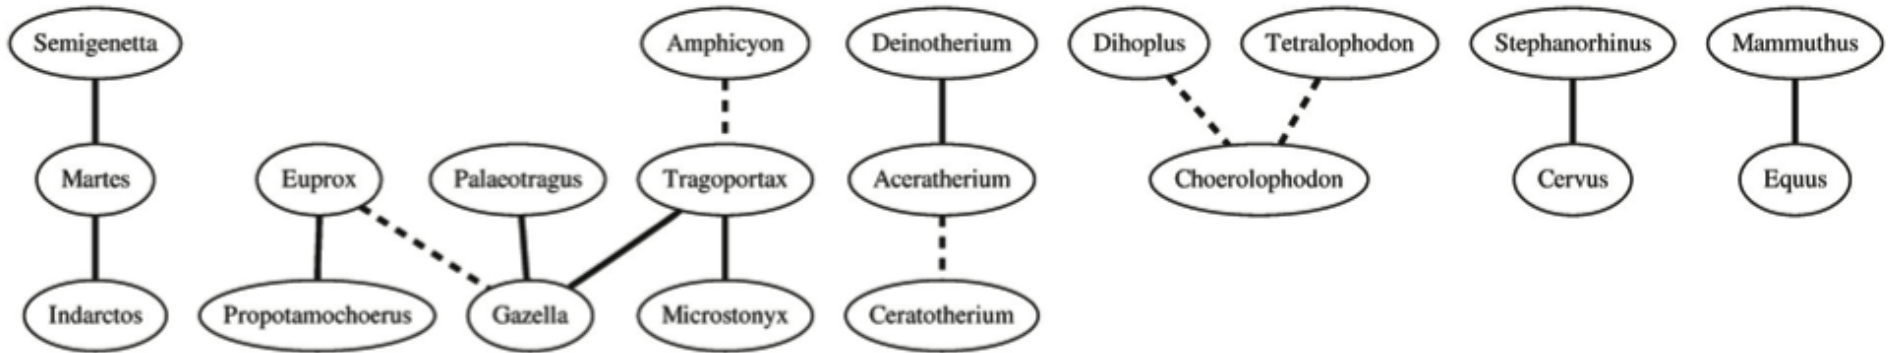 Semigenetta Amphicyon Deinotherium Dihoplus Tetralophodon Stephanorhinus Mammuthus
Martes Euprox Palaeotragus Tragoportax Aceratherium Choerolophodon Cervus Equus
Indarctos Propotamochoerus Gazella Microstonyx Ceratotherium